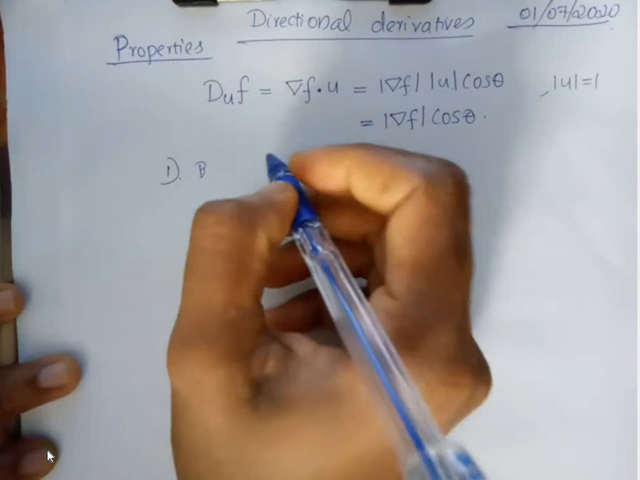 Directional derivatives 01/07/2020
Properties
Duf = ∇f·u = |∇f| |u| cosθ , |u|=1
= |∇f| cosθ.
1). B